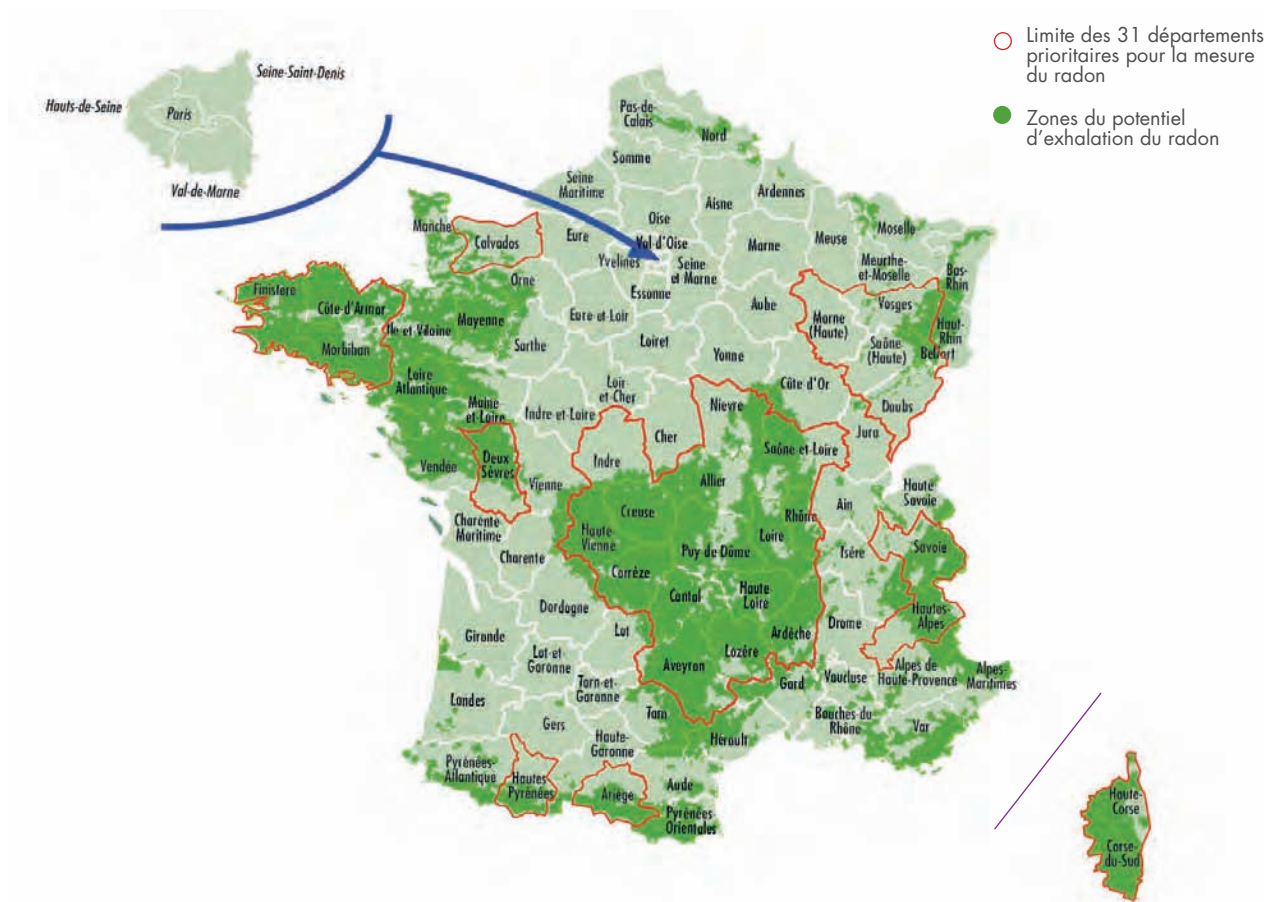 Limite des 31 départements
prioritaires pour la mesure
du radon
Zones du potentiel
d'exhalation du radon
Seine-Saint-Denis
Hauts-de-Seine
Paris
Val-de-Marne
Pas-de-
Calais
Nord
Somme
Seine
Maritime
Aisne
Ardennes
Oise
Manche
Calvados
Eure
Val-d'Oise
Marne
Meuse
Moselle
Yvelines
Seine
et Marne
Meurthe-
et-Moselle
Bas-
Rhin
Orne
Essonne
Finistere
Côte-d'Armor
Eure-et-Loir
Aube
Vosges
Ile et Vilaine
Mayenne
Marne
(Haute)
Haut-
Rhin
Morbihan
Sarthe
Loiret
Yonne
Saône
(Haute)
Belfort
Loire
Atlantique
Loir
et-Cher
Côte d'Or
Maine
et-Loire
Indre et-Loire
Nievre
Doubs
Cher
Jura
Vendée
Deux
Sèvres
Indre
Saône-et-Loire
Vienne
Allier
Haute
Savoie
Ain
Charente
Maritime
Creuse
Rhône
Haute-
Vienne
Loire
Charente
Puy-de-Dôme
Isére
Savoie
Corrèze
Cantal
Haute
Loire
Dordogne
Hautes-
Alpes
Gironde
Lot
Ardèche
Drome
Lot-et-
Garonne
Aveyron
Lozére
Alpes de
Haute-Provence
Alpes-
Maritimes
Tarn-et-
Garonne
Gard
Vaucluse
Landes
Tarn
Bouches-du
Rhône
Var
Gers
Hérault
Haute-
Garonne
Pyrénées-
Atlantique
Hautes
Pyrénées
Ariége
Aude
Pyrénées
Orientales
Haute-
Corse
Corse-
du-Sud